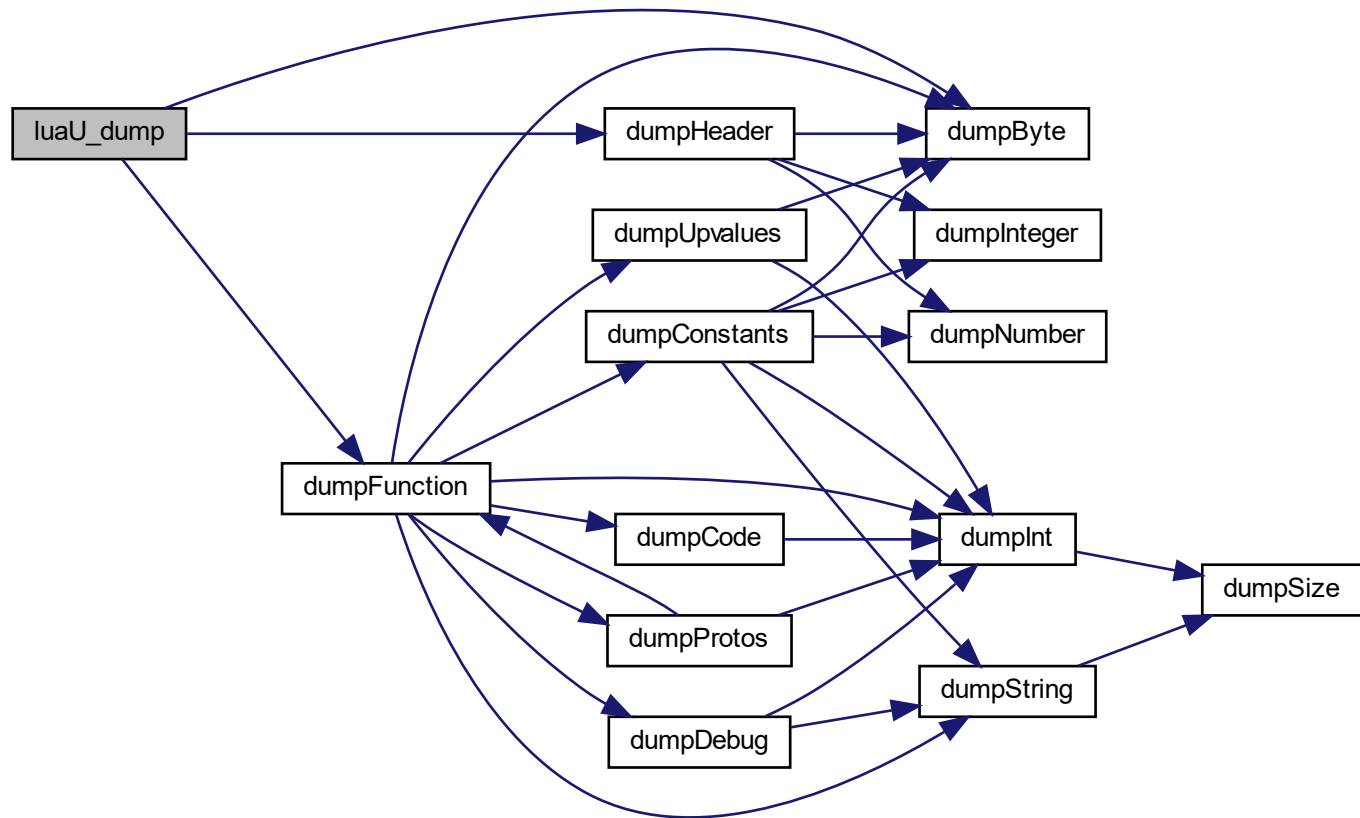 luaU_dump
dumpHeader
dumpByte
dumpUpvalues
dumpInteger
dumpConstants
dumpNumber
dumpFunction
dumpCode
dumpInt
dumpSize
dumpProtos
dumpString
dumpDebug